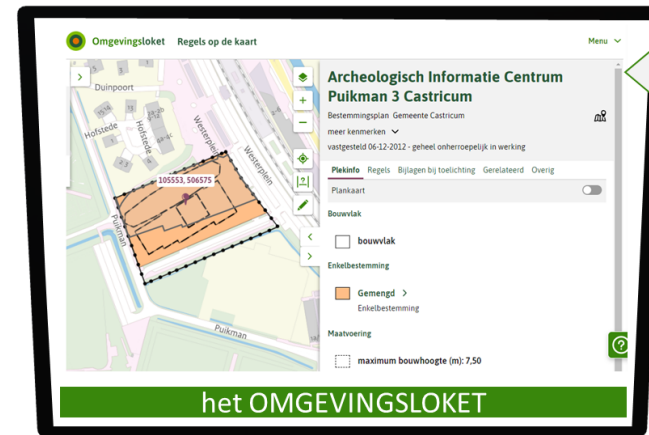 Omgevingsloket Regels op de kaart
Menu
Duinpoort
Hofstede
Hofstede
Westerplein
Westerplein
105553, 506575
Puikman
Puikman
Archeologisch Informatie Centrum
Puikman 3 Castricum
Bestemmingsplan Gemeente Castricum
meer kenmerken
vastgesteld 06-12-2012 - geheel onherroepelijk in werking
Plekinfo Regels Bijlagen bij toelichting Gerelateerd Overig
Plankaart
Bouwvlak
bouwvlak
Enkelbestemming
Gemengd >
Enkelbestemming
Maatvoering
maximum bouwhoogte (m): 7,50
het OMGEVINGSLOKET